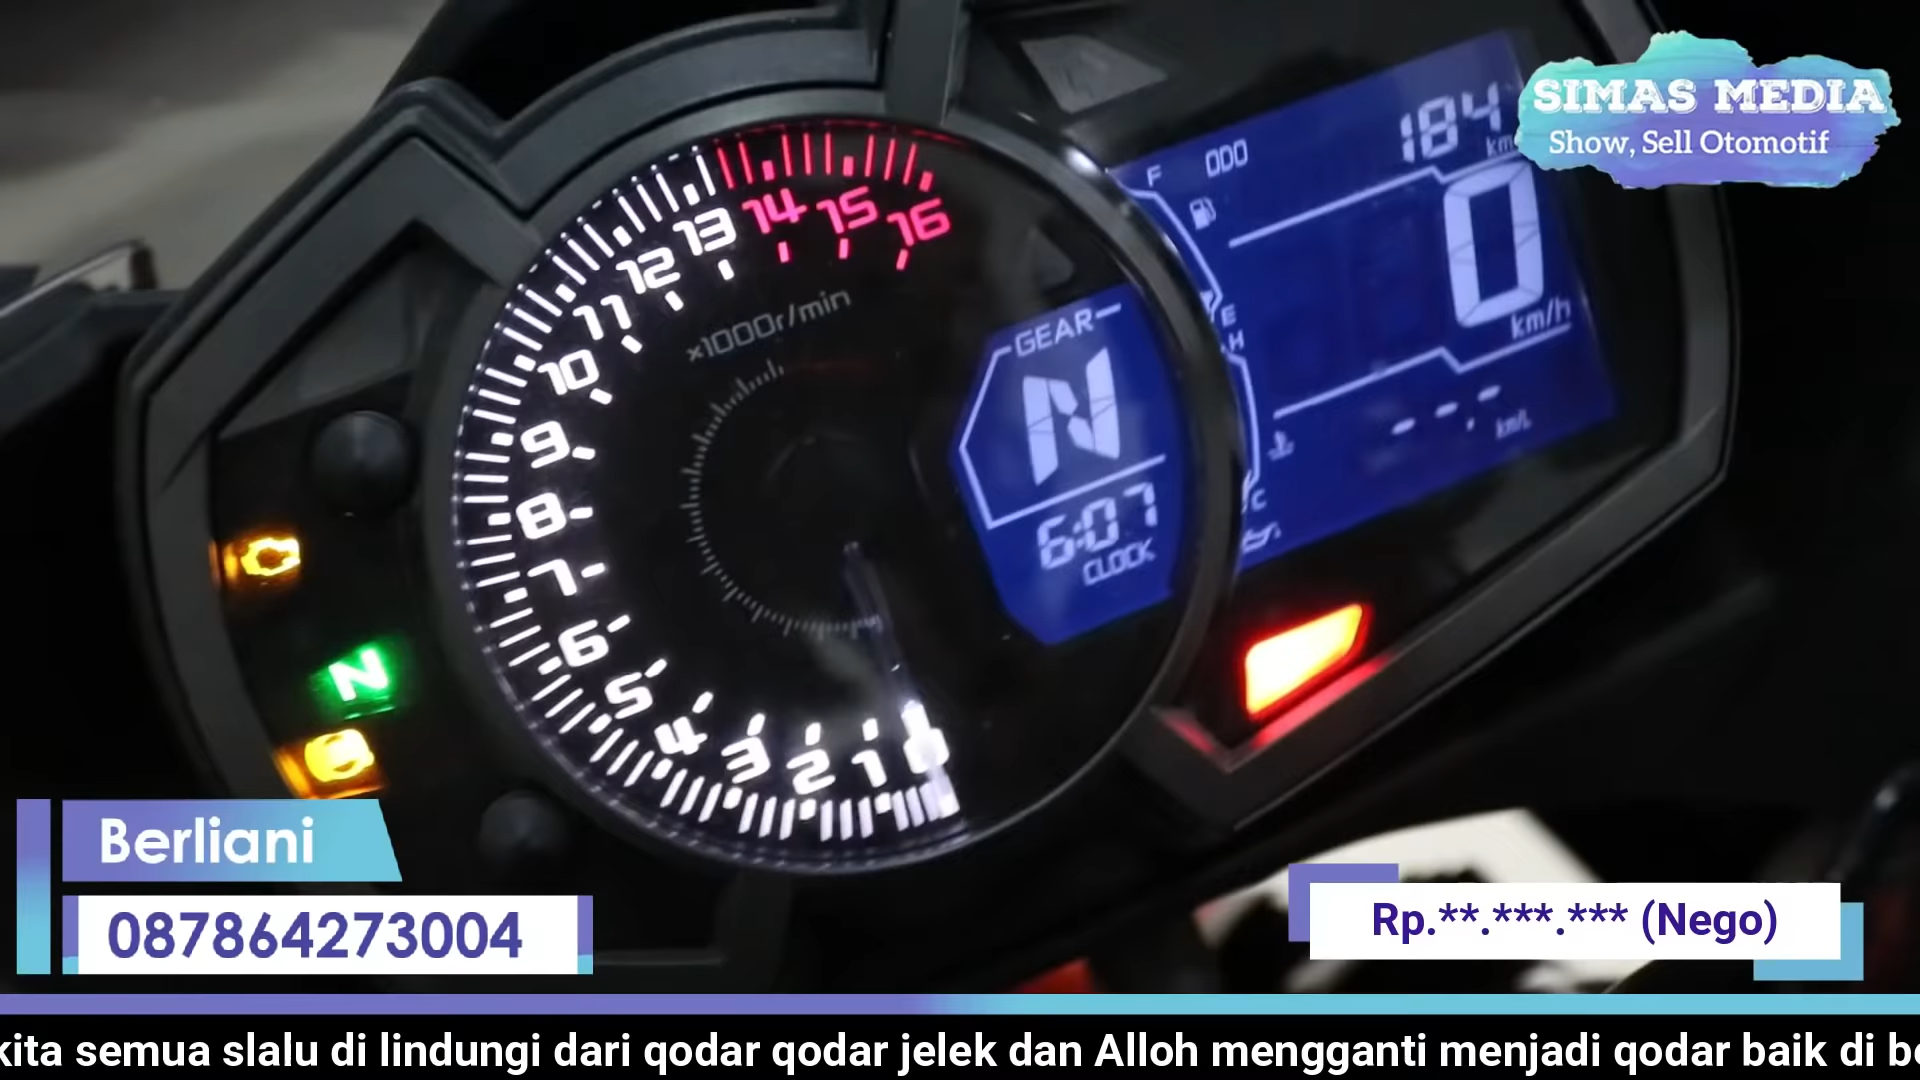 SIMAS MEDIA
Show, Sell Otomotif
F
ODO
184
km
0
km/h
E
H
km/L
C
13
14
15
16
12
11
10
9
8
7
6
5
4
3
2
1
0
x1000r/min
GEAR
N
6:07
CLOCK
N
Berliani
087864273004
Rp.**.***.*** (Nego)
kita semua slalu di lindungi dari qodar qodar jelek dan Alloh mengganti menjadi qodar baik di